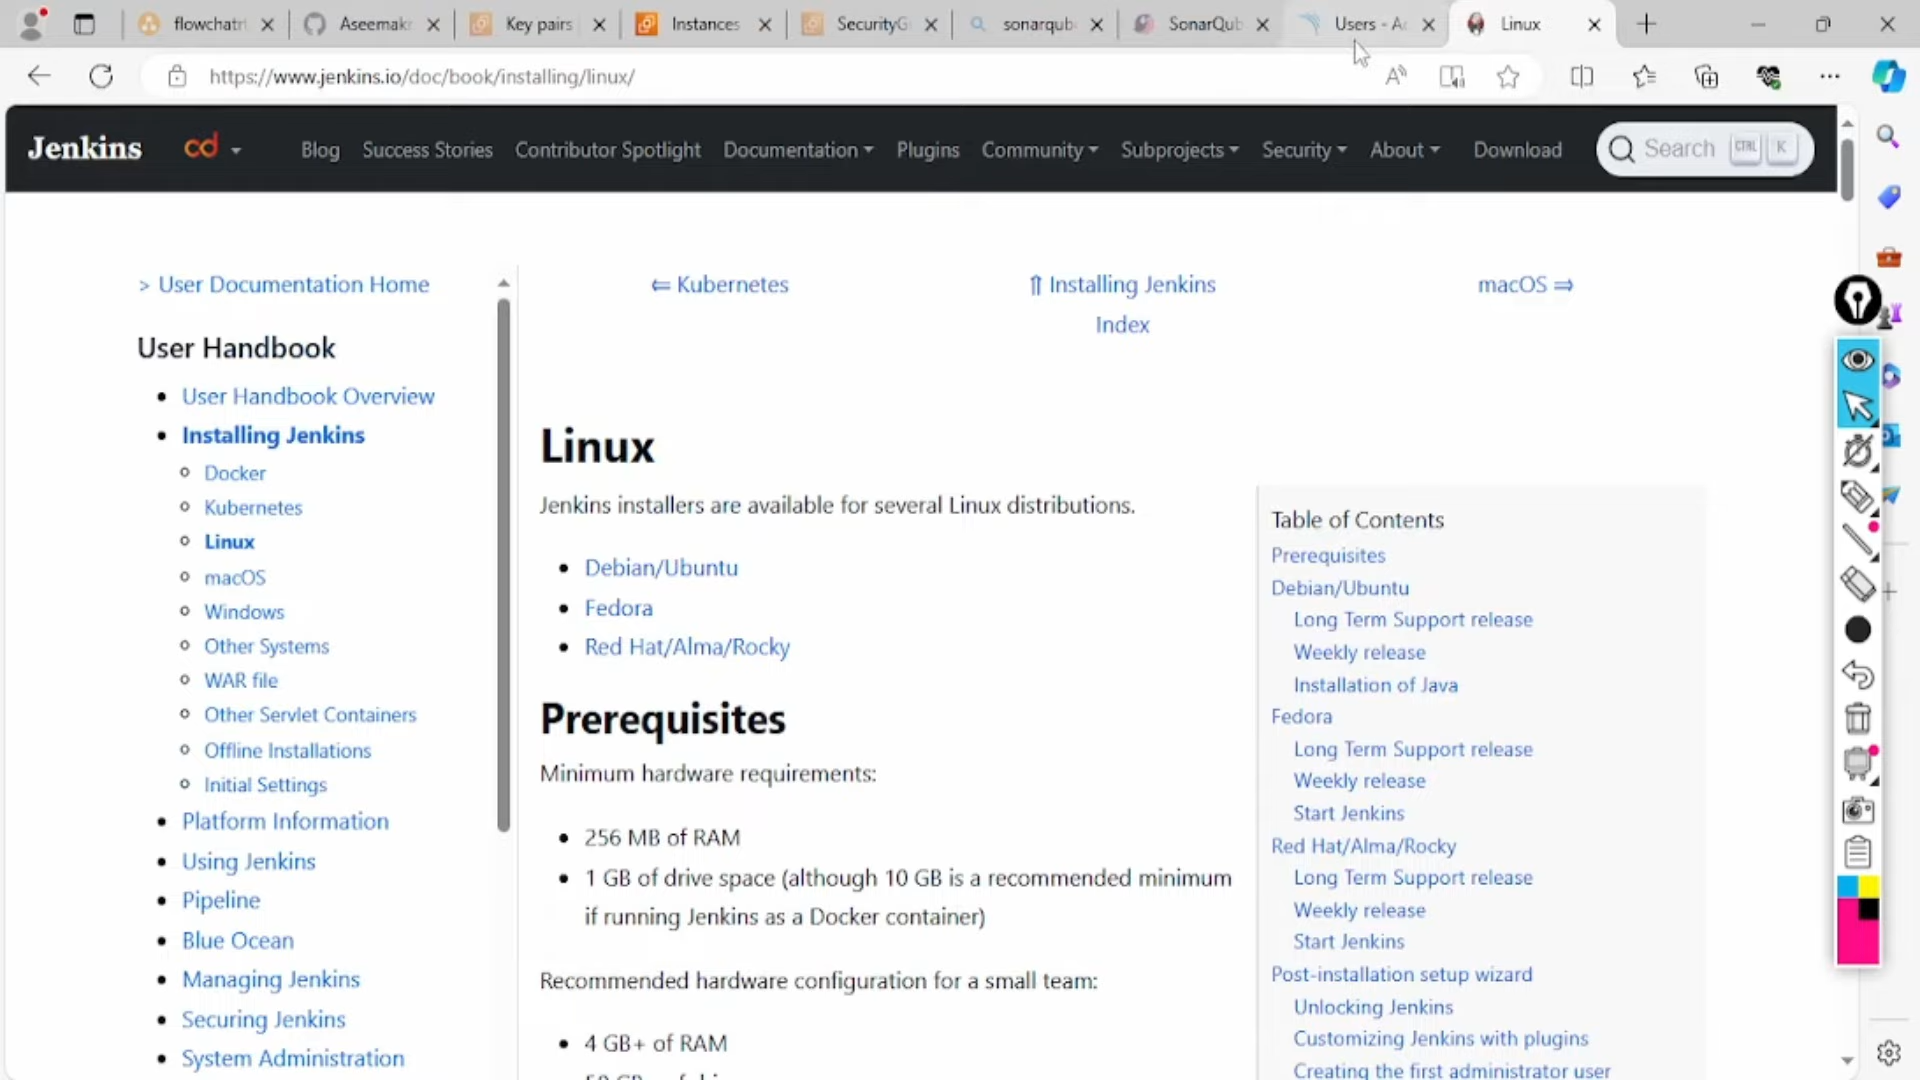 flowchatr
Aseemakr
Key pairs
Instances
SecurityG
sonarqub
SonarQub
Users - A
Linux
https://www.jenkins.io/doc/book/installing/linux/
Jenkins
cd
Blog
Success Stories
Contributor Spotlight
Documentation
Plugins
Community
Subprojects
Security
About
Download
Search
CTRL
K
> User Documentation Home
⇐ Kubernetes
⇑ Installing Jenkins
Index
macOS ⇒
User Handbook
User Handbook Overview
Installing Jenkins
Docker
Kubernetes
Linux
macOS
Windows
Other Systems
WAR file
Other Servlet Containers
Offline Installations
Initial Settings
Platform Information
Using Jenkins
Pipeline
Blue Ocean
Managing Jenkins
Securing Jenkins
System Administration
Linux
Jenkins installers are available for several Linux distributions.
Debian/Ubuntu
Fedora
Red Hat/Alma/Rocky
Prerequisites
Minimum hardware requirements:
256 MB of RAM
1 GB of drive space (although 10 GB is a recommended minimum
if running Jenkins as a Docker container)
Recommended hardware configuration for a small team:
4 GB+ of RAM
Table of Contents
Prerequisites
Debian/Ubuntu
Long Term Support release
Weekly release
Installation of Java
Fedora
Long Term Support release
Weekly release
Start Jenkins
Red Hat/Alma/Rocky
Long Term Support release
Weekly release
Start Jenkins
Post-installation setup wizard
Unlocking Jenkins
Customizing Jenkins with plugins
Creating the first administrator user